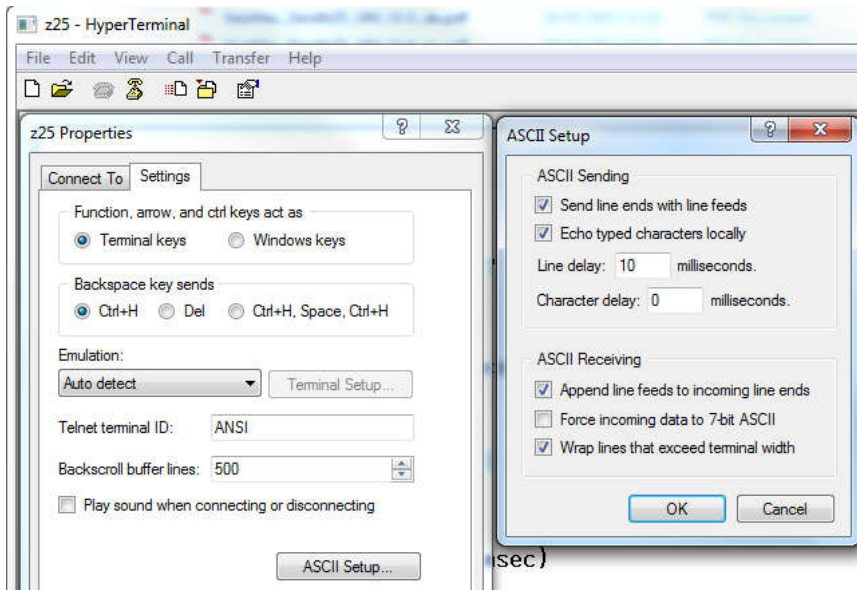 z25 - HyperTerminal
File Edit View Call Transfer Help
z25 Properties
Connect To Settings
Function, arrow, and ctrl keys act as
Terminal keys Windows keys
Backspace key sends
Ctrl+H Del Ctrl+H, Space, Ctrl+H
Emulation:
Auto detect Terminal Setup...
Telnet terminal ID: ANSI
Backscroll buffer lines: 500
Play sound when connecting or disconnecting
ASCII Setup...
ASCII Setup
ASCII Sending
Send line ends with line feeds
Echo typed characters locally
Line delay: 10 milliseconds.
Character delay: 0 milliseconds.
ASCII Receiving
Append line feeds to incoming line ends
Force incoming data to 7-bit ASCII
Wrap lines that exceed terminal width
OK Cancel
sec)